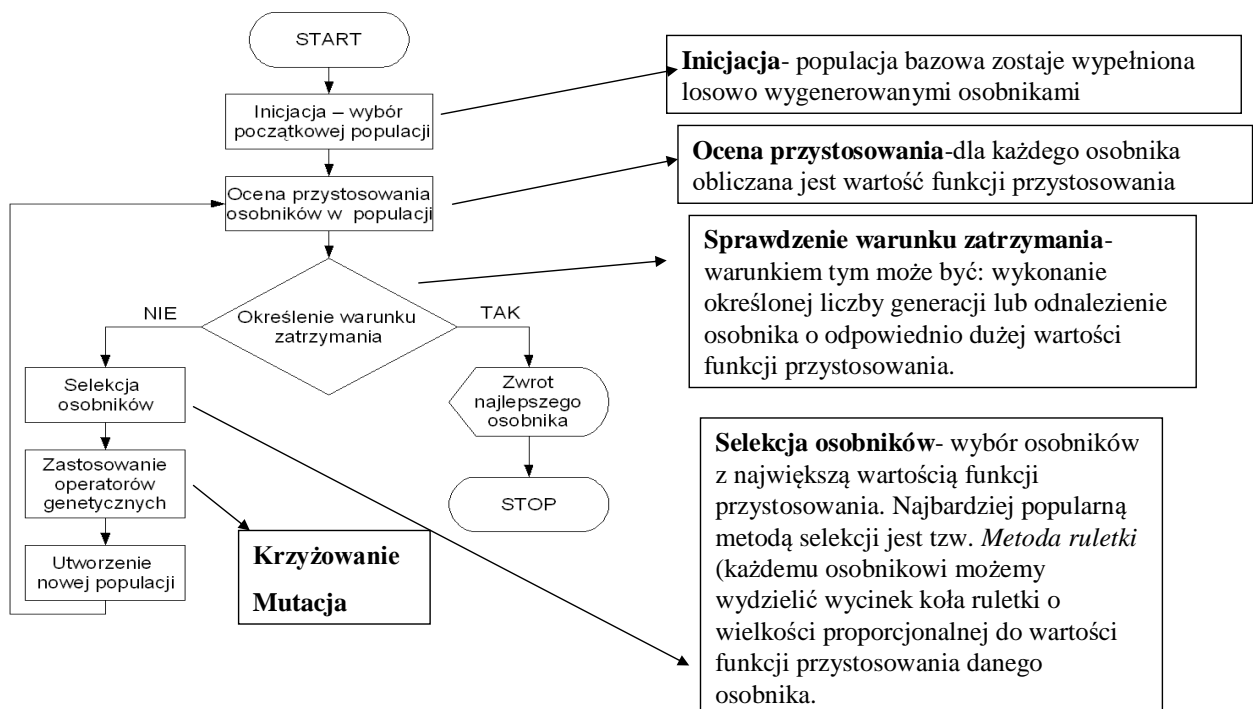 START
Inicjacja – wybór
początkowej populacji
Ocena przystosowania
osobników w populacji
NIE
Określenie warunku
zatrzymania
TAK
Selekcja
osobników
Zwrot
najlepszego
osobnika
Zastosowanie
operatorów
genetycznych
STOP
Utworzenie
nowej populacji
Krzyżowanie
Mutacja
Inicjacja- populacja bazowa zostaje wypełniona
losowo wygenerowanymi osobnikami
Ocena przystosowania-dla każdego osobnika
obliczana jest wartość funkcji przystosowania
Sprawdzenie warunku zatrzymania-
warunkiem tym może być: wykonanie
określonej liczby generacji lub odnalezienie
osobnika o odpowiednio dużej wartości
funkcji przystosowania.
Selekcja osobników- wybór osobników
z największą wartością funkcji
przystosowania. Najbardziej popularną
metodą selekcji jest tzw. Metoda ruletki
(każdemu osobnikowi możemy
wydzielić wycinek koła ruletki o
wielkości proporcjonalnej do wartości
funkcji przystosowania danego
osobnika.